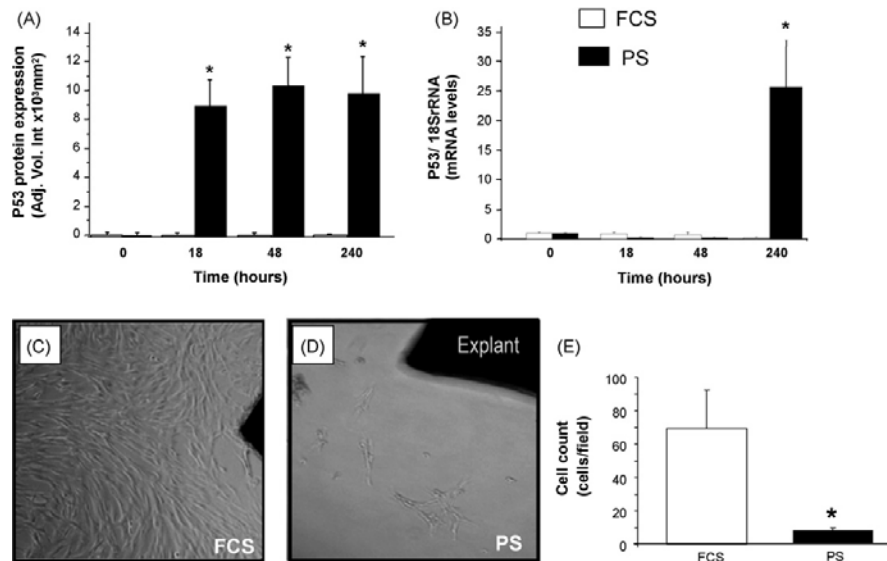 (A)
P53 protein expression
(Adj. Vol. Int x10³mm²)
14
12
10
8
6
4
2
0
* * *
0 18 48 240
Time (hours)
(B)
FCS
PS
P53/ 18SrRNA
(mRNA levels)
35
30
25
20
15
10
5
0
*
0 18 48 240
Time (hours)
(C)
FCS
(D)
Explant
PS
(E)
Cell count
(cells/field)
100
80
60
40
20
0
*
FCS PS